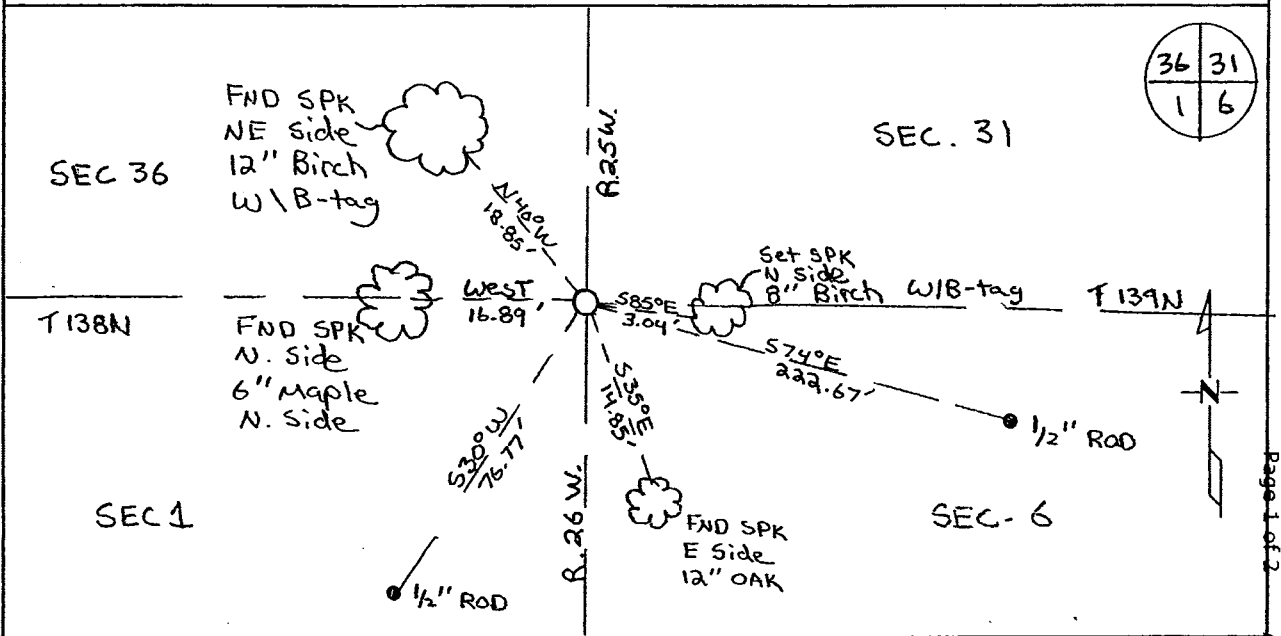 36 31
1 6
FND SPK
NE Side
12" Birch
W\B-tag
SEC 36
R.25W.
SEC. 31
N40°W
18.85'
Set SPK
N Side
8" Birch W/B-tag
T139N
T138N
West
16.89'
S85°E
3.04'
FND SPK
N. Side
6" Maple
N. Side
S74°E
222.67'
S35°E
14.85'
S30°W
76.77'
1/2" ROD
N
SEC 1
R.26W.
FND SPK
E Side
12" OAK
SEC- 6
1/2" ROD
Page 1 of 2